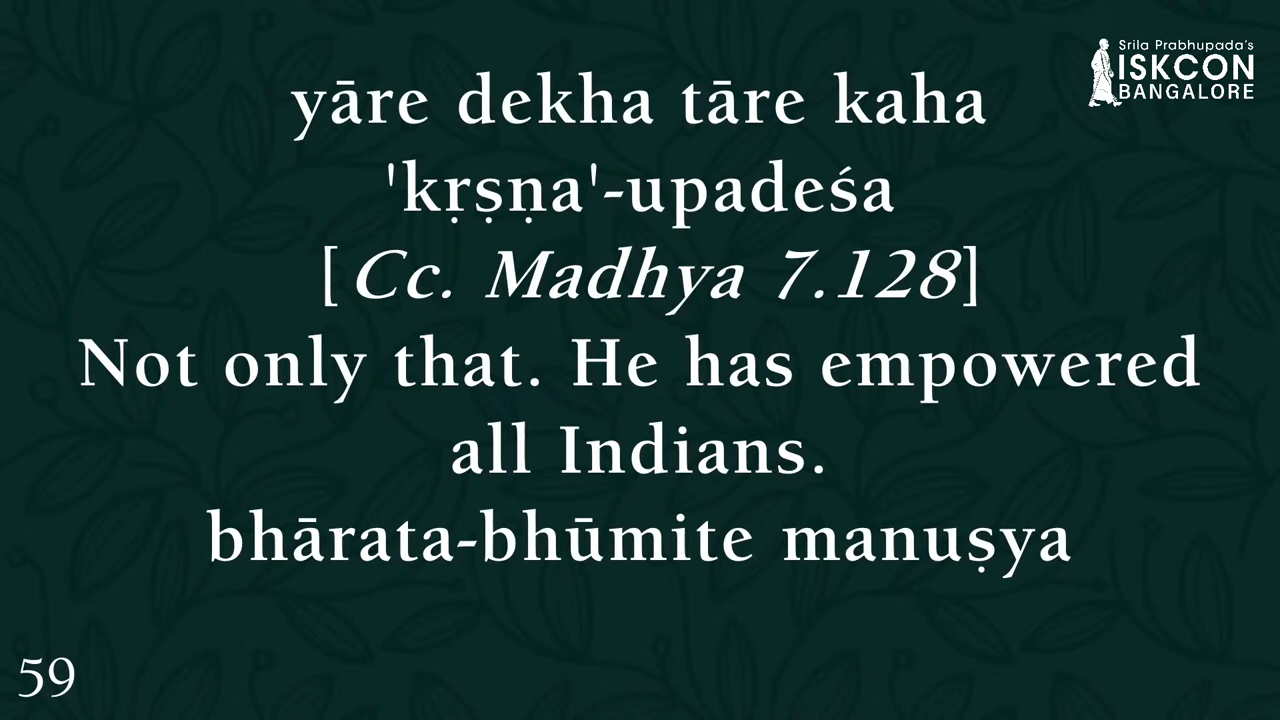 Srila Prabhupada's
ISKCON
BANGALORE
yāre dekha tāre kaha
'kṛṣṇa'-upadeśa
[Cc. Madhya 7.128]
Not only that. He has empowered
all Indians.
bhārata-bhūmite manuṣya
59